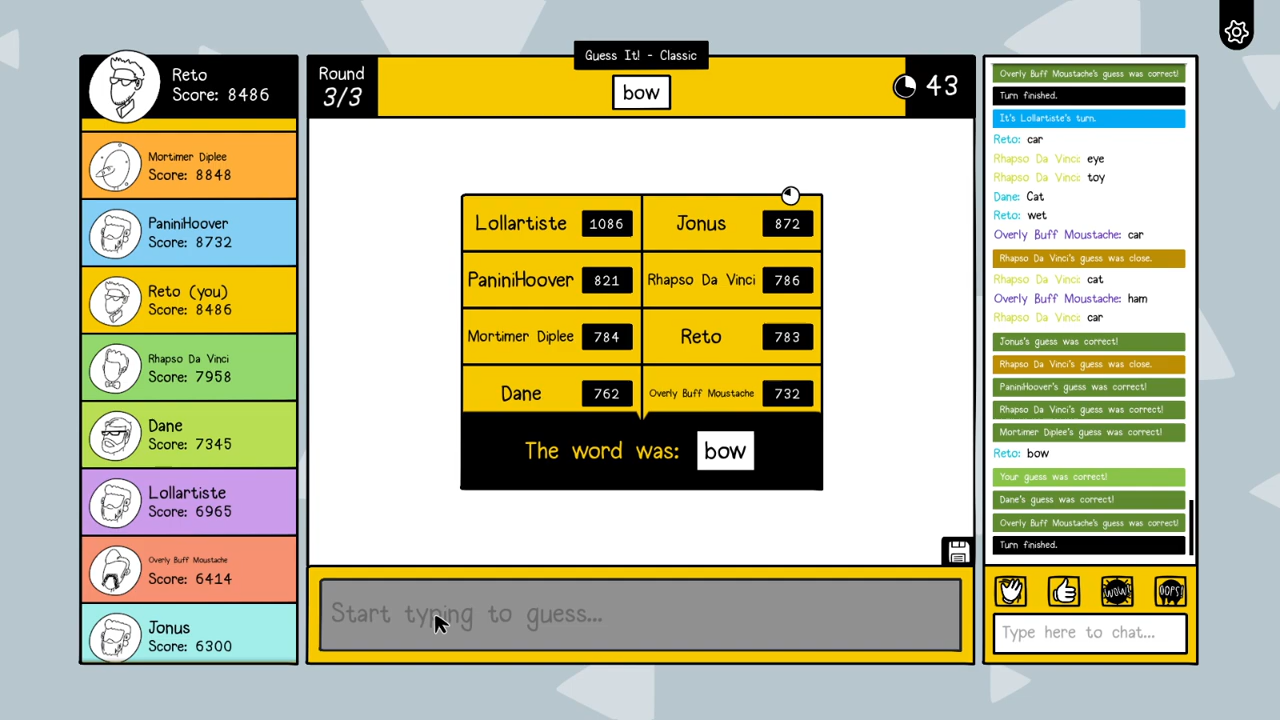 Guess It! - Classic
Reto
Score: 8486
Round
3/3
bow
43
Mortimer Diplee
Score: 8848
PaniniHoover
Score: 8732
Reto (you)
Score: 8486
Rhapso Da Vinci
Score: 7958
Dane
Score: 7345
Lollartiste
Score: 6965
Overly Buff Moustache
Score: 6414
Jonus
Score: 6300
Lollartiste 1086
Jonus 872
PaniniHoover 821
Rhapso Da Vinci 786
Mortimer Diplee 784
Reto 783
Dane 762
Overly Buff Moustache 732
The word was: bow
Start typing to guess...
Overly Buff Moustache's guess was correct!
Turn finished.
It's Lollartiste's turn.
Reto: car
Rhapso Da Vinci: eye
Rhapso Da Vinci: toy
Dane: Cat
Reto: wet
Overly Buff Moustache: car
Rhapso Da Vinci's guess was close.
Rhapso Da Vinci: cat
Overly Buff Moustache: ham
Rhapso Da Vinci: car
Jonus's guess was correct!
Rhapso Da Vinci's guess was close.
PaniniHoover's guess was correct!
Rhapso Da Vinci's guess was correct!
Mortimer Diplee's guess was correct!
Reto: bow
Your guess was correct!
Dane's guess was correct!
Overly Buff Moustache's guess was correct!
Turn finished.
WOW!
OOPS!
Type here to chat...